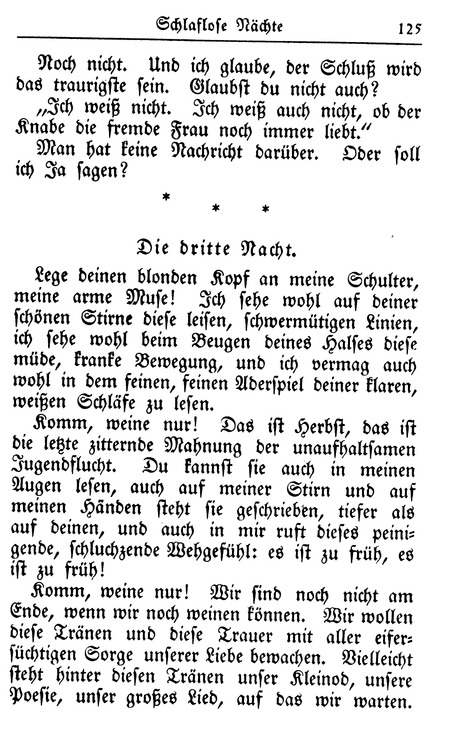 Schlaflose Nächte 125
Noch nicht. Und ich glaube, der Schluß wird
das traurigste sein. Glaubst du nicht auch?
„Ich weiß nicht. Ich weiß auch nicht, ob der
Knabe die fremde Frau noch immer liebt.“
Man hat keine Nachricht darüber. Oder soll
ich Ja sagen?
* * *
Die dritte Nacht.
Lege deinen blonden Kopf an meine Schulter,
meine arme Muse! Ich sehe wohl auf deiner
schönen Stirne diese leisen, schwermütigen Linien,
ich sehe wohl beim Beugen deines Halses diese
müde, kranke Bewegung, und ich vermag auch
wohl in dem feinen, feinen Aderspiel deiner klaren,
weißen Schläfe zu lesen.
Komm, weine nur! Das ist Herbst, das ist
die letzte zitternde Mahnung der unaufhaltsamen
Jugendflucht. Du kannst sie auch in meinen
Augen lesen, auch auf meiner Stirn und auf
meinen Händen steht sie geschrieben, tiefer als
auf deinen, und auch in mir ruft dieses peini-
gende, schluchzende Wehgefühl: es ist zu früh, es
ist zu früh!
Komm, weine nur! Wir sind noch nicht am
Ende, wenn wir noch weinen können. Wir wollen
diese Tränen und diese Trauer mit aller eifer-
süchtigen Sorge unserer Liebe bewachen. Vielleicht
steht hinter diesen Tränen unser Kleinod, unsere
Poesie, unser großes Lied, auf das wir warten.